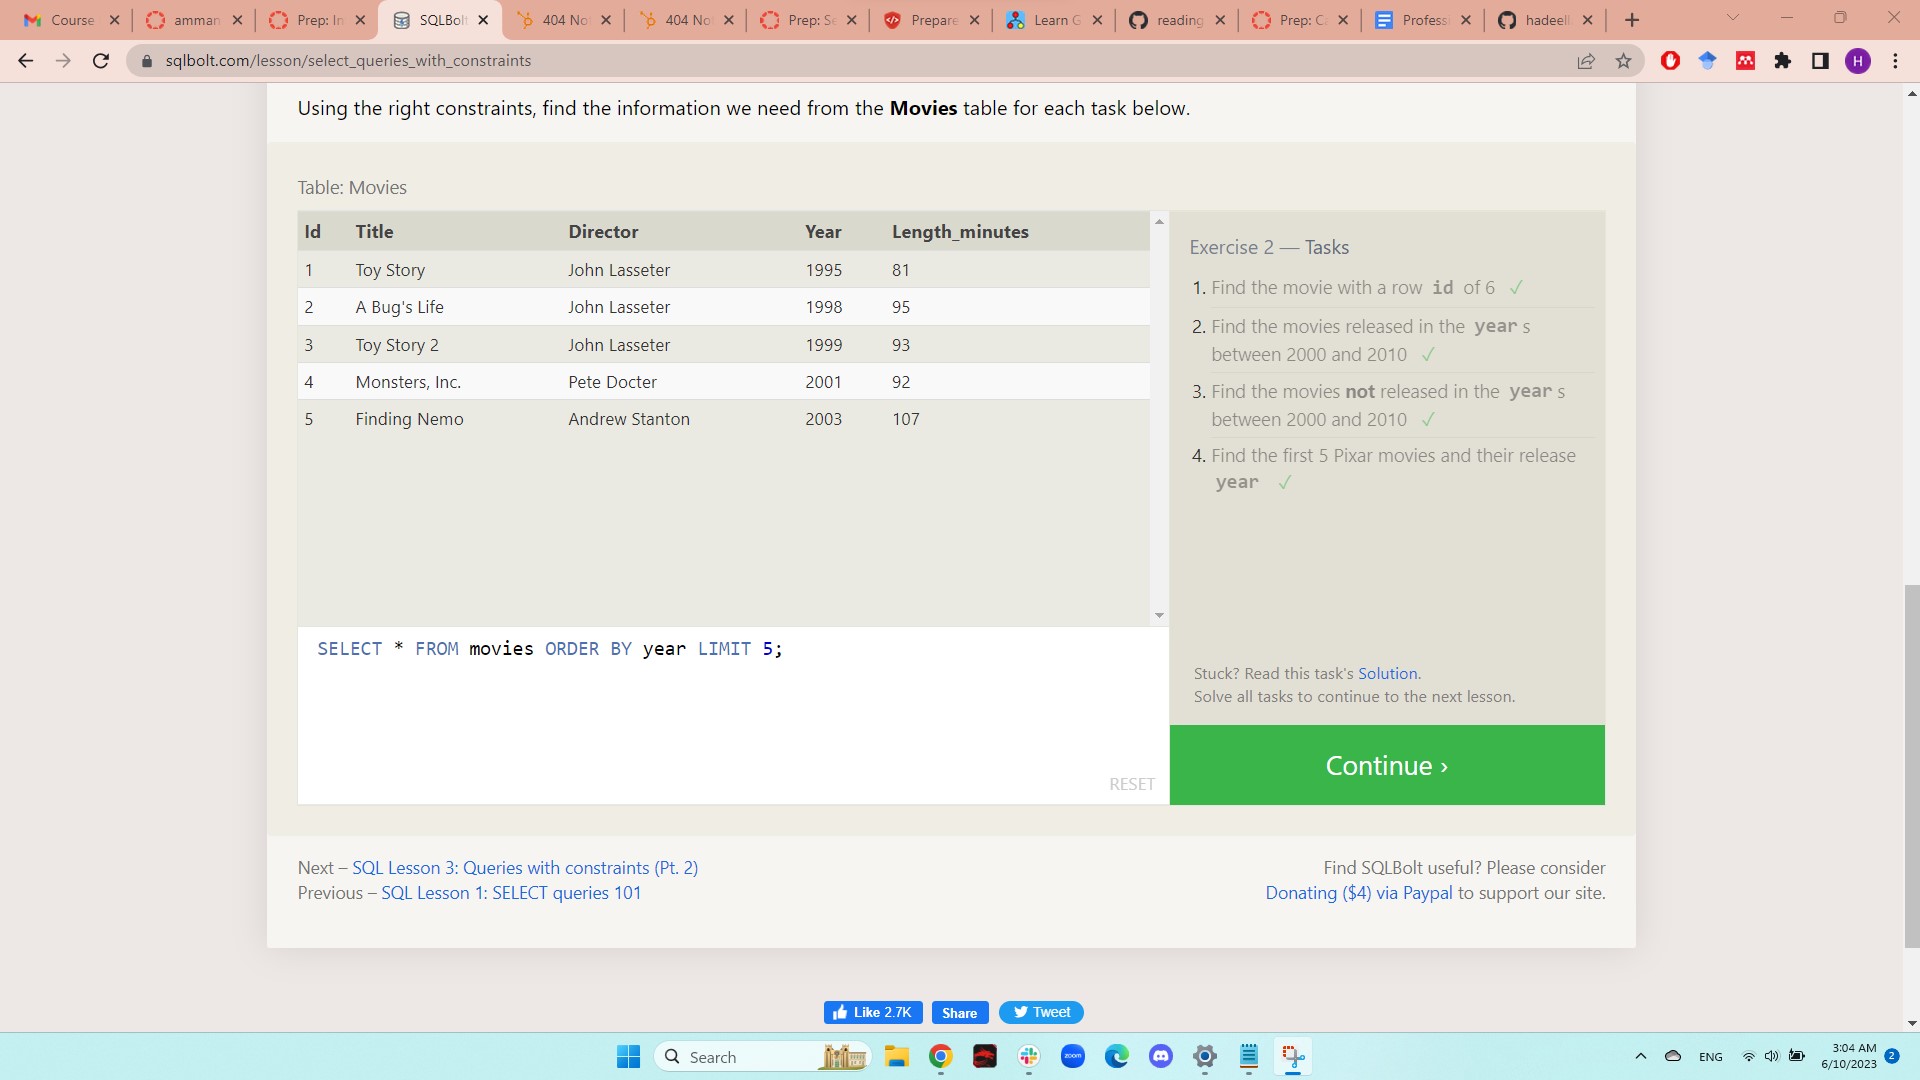 Course
amman
Prep: In
SQLBolt
404 No
404 No
Prep: Se
Prepare
Learn G
reading
Prep: C
Profess
hadeel
sqlbolt.com/lesson/select_queries_with_constraints
H
Using the right constraints, find the information we need from the Movies table for each task below.
Table: Movies
Id Title Director Year Length_minutes
1 Toy Story John Lasseter 1995 81
2 A Bug's Life John Lasseter 1998 95
3 Toy Story 2 John Lasseter 1999 93
4 Monsters, Inc. Pete Docter 2001 92
5 Finding Nemo Andrew Stanton 2003 107
SELECT * FROM movies ORDER BY year LIMIT 5;
RESET
Exercise 2 — Tasks
1. Find the movie with a row id of 6 ✓
2. Find the movies released in the year s
between 2000 and 2010 ✓
3. Find the movies not released in the year s
between 2000 and 2010 ✓
4. Find the first 5 Pixar movies and their release
year ✓
Stuck? Read this task's Solution.
Solve all tasks to continue to the next lesson.
Continue ›
Next – SQL Lesson 3: Queries with constraints (Pt. 2)
Previous – SQL Lesson 1: SELECT queries 101
Find SQLBolt useful? Please consider
Donating ($4) via Paypal to support our site.
Like 2.7K
Share
Tweet
Search
zoom
ENG
3:04 AM
6/10/2023
2